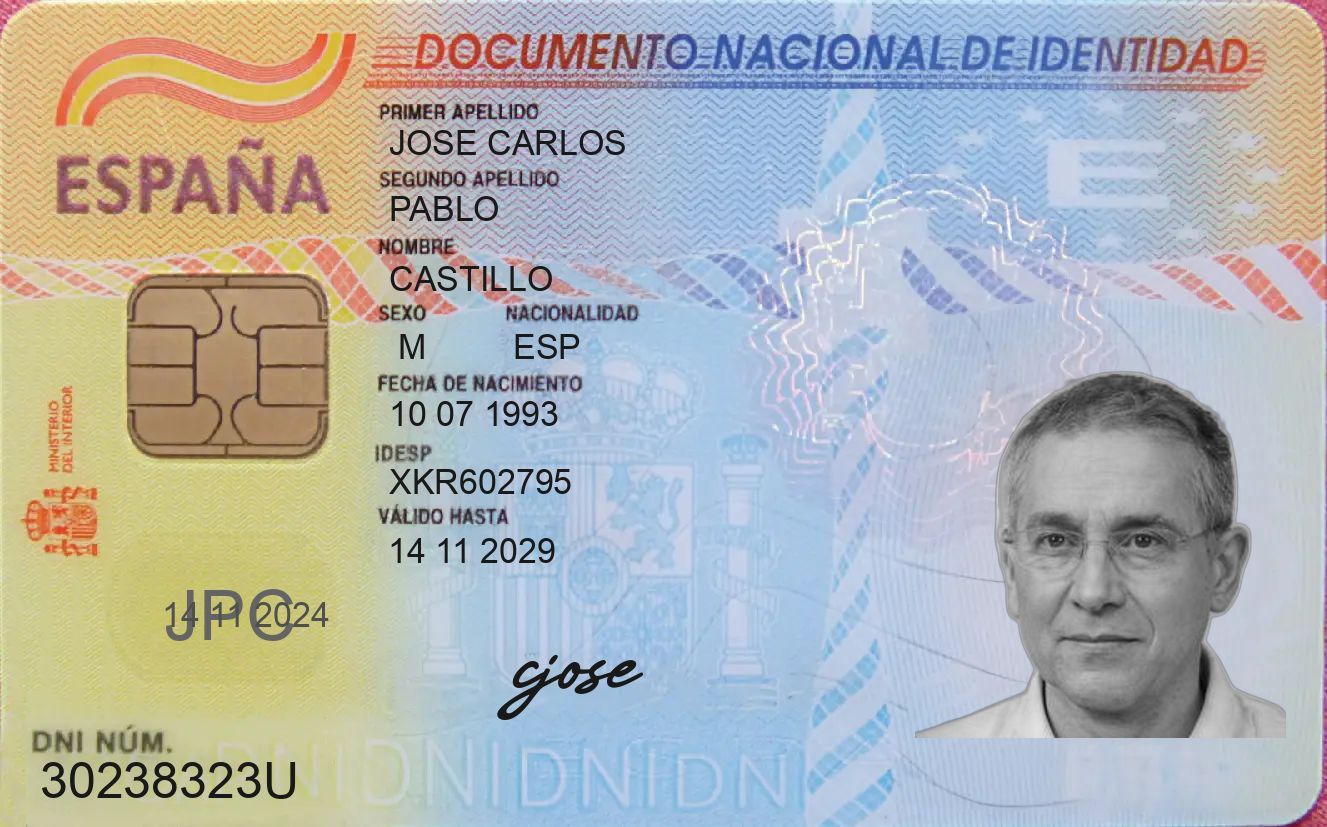 DOCUMENTO NACIONAL DE IDENTIDAD
ESPAÑA
PRIMER APELLIDO
JOSE CARLOS
SEGUNDO APELLIDO
PABLO
NOMBRE
CASTILLO
SEXO NACIONALIDAD
M ESP
FECHA DE NACIMIENTO
10 07 1993
IDESP
XKR602795
VÁLIDO HASTA
14 11 2029
MINISTERIO
DEL INTERIOR
E
JPC
14 11 2024
cjose
DNI NÚM.
30238323U
DNIDNIDNIDNI